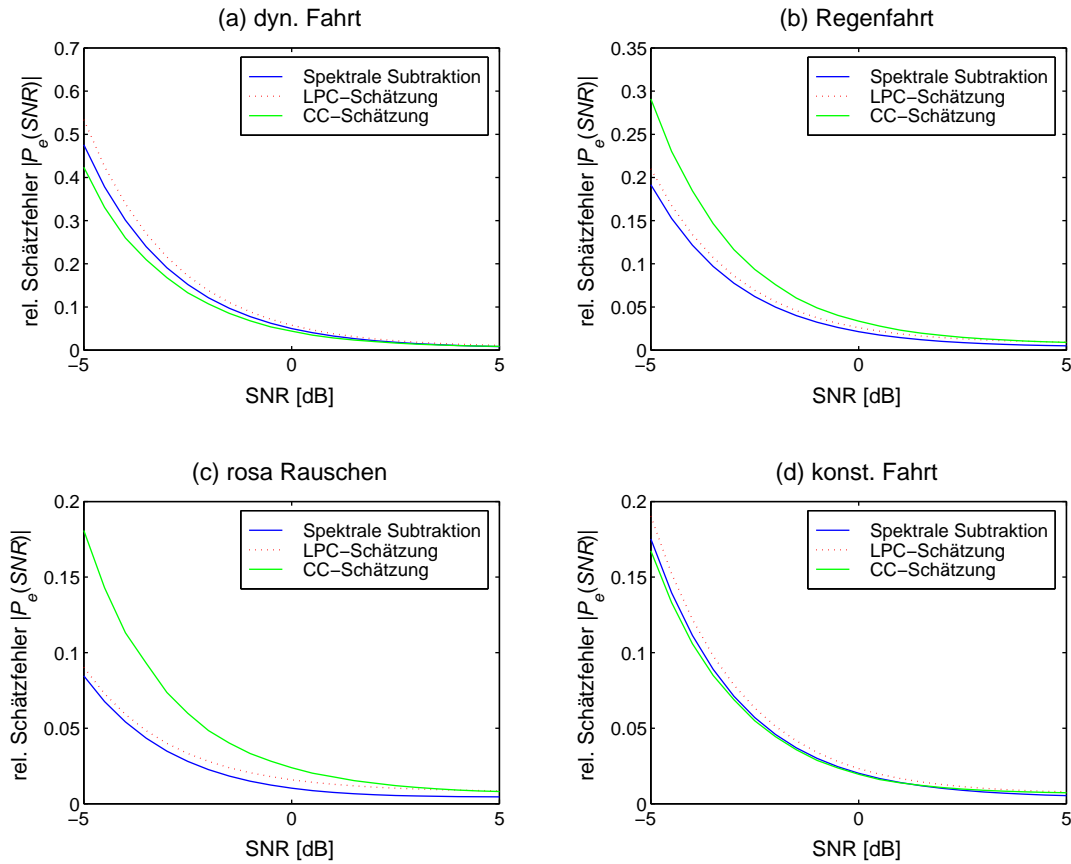 (a) dyn. Fahrt
0.7
0.6
0.5
0.4
0.3
0.2
0.1
0
−5
0
5
rel. Schätzfehler |P_e(SNR)|
SNR [dB]
Spektrale Subtraktion
LPC−Schätzung
CC−Schätzung
(b) Regenfahrt
0.35
0.3
0.25
0.2
0.15
0.1
0.05
0
−5
0
5
rel. Schätzfehler |P_e(SNR)|
SNR [dB]
Spektrale Subtraktion
LPC−Schätzung
CC−Schätzung
(c) rosa Rauschen
0.2
0.15
0.1
0.05
0
−5
0
5
rel. Schätzfehler |P_e(SNR)|
SNR [dB]
Spektrale Subtraktion
LPC−Schätzung
CC−Schätzung
(d) konst. Fahrt
0.2
0.15
0.1
0.05
0
−5
0
5
rel. Schätzfehler |P_e(SNR)|
SNR [dB]
Spektrale Subtraktion
LPC−Schätzung
CC−Schätzung